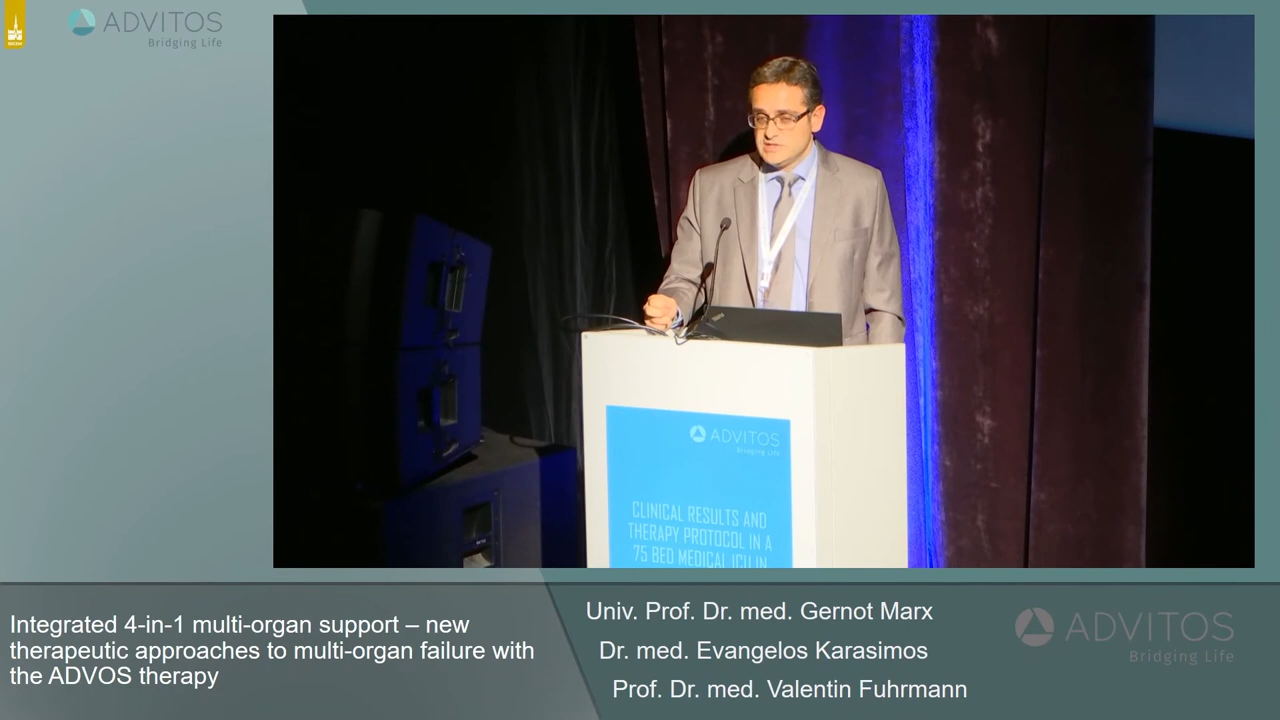 ADVITOS
Bridging Life
ADVITOS
Bridging Life
CLINICAL RESULTS AND
THERAPY PROTOCOL IN A
75 BED MEDICAL ICU IN
Integrated 4-in-1 multi-organ support – new
therapeutic approaches to multi-organ failure with
the ADVOS therapy
Univ. Prof. Dr. med. Gernot Marx
Dr. med. Evangelos Karasimos
Prof. Dr. med. Valentin Fuhrmann
ADVITOS
Bridging Life